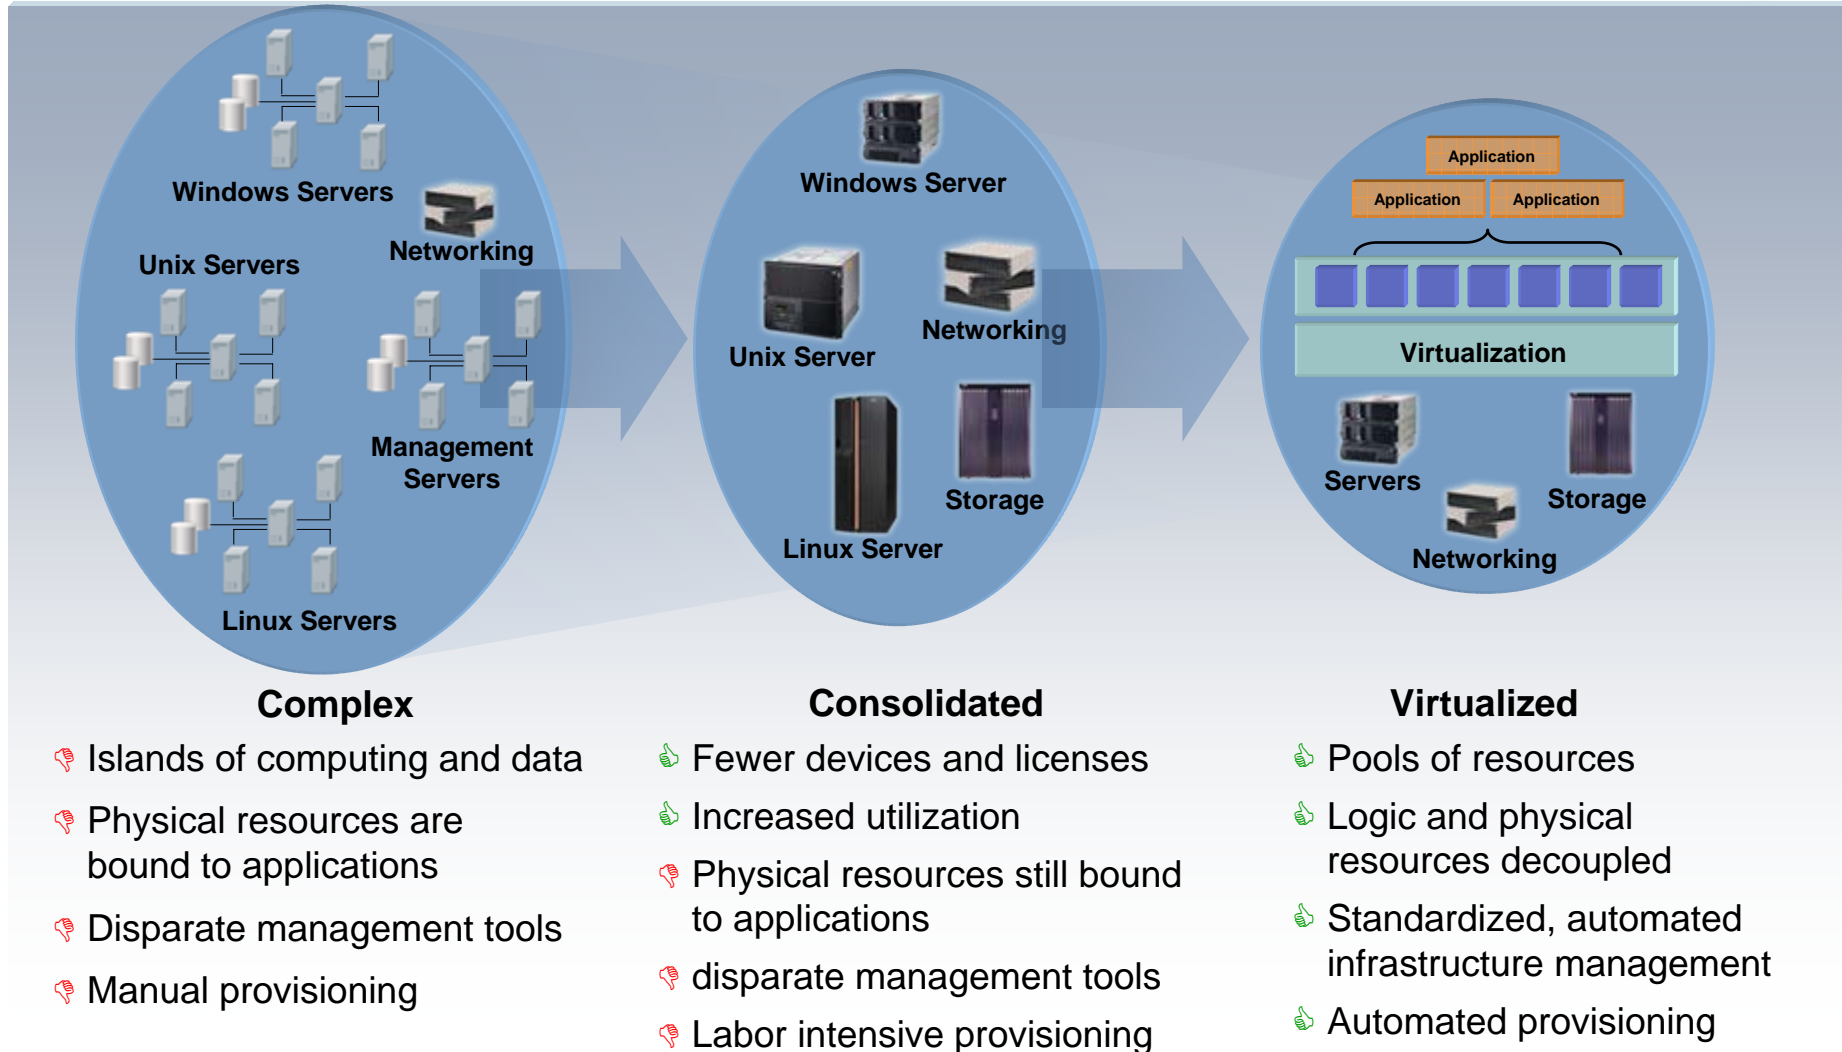 Windows Servers
Networking
Unix Servers
Management
Servers
Linux Servers
Windows Server
Unix Server
Networking
Storage
Linux Server
Application
Application
Application
Virtualization
Servers
Storage
Networking
Complex
Islands of computing and data
Physical resources are
bound to applications
Disparate management tools
Manual provisioning
Consolidated
Fewer devices and licenses
Increased utilization
Physical resources still bound
to applications
disparate management tools
Labor intensive provisioning
Virtualized
Pools of resources
Logic and physical
resources decoupled
Standardized, automated
infrastructure management
Automated provisioning